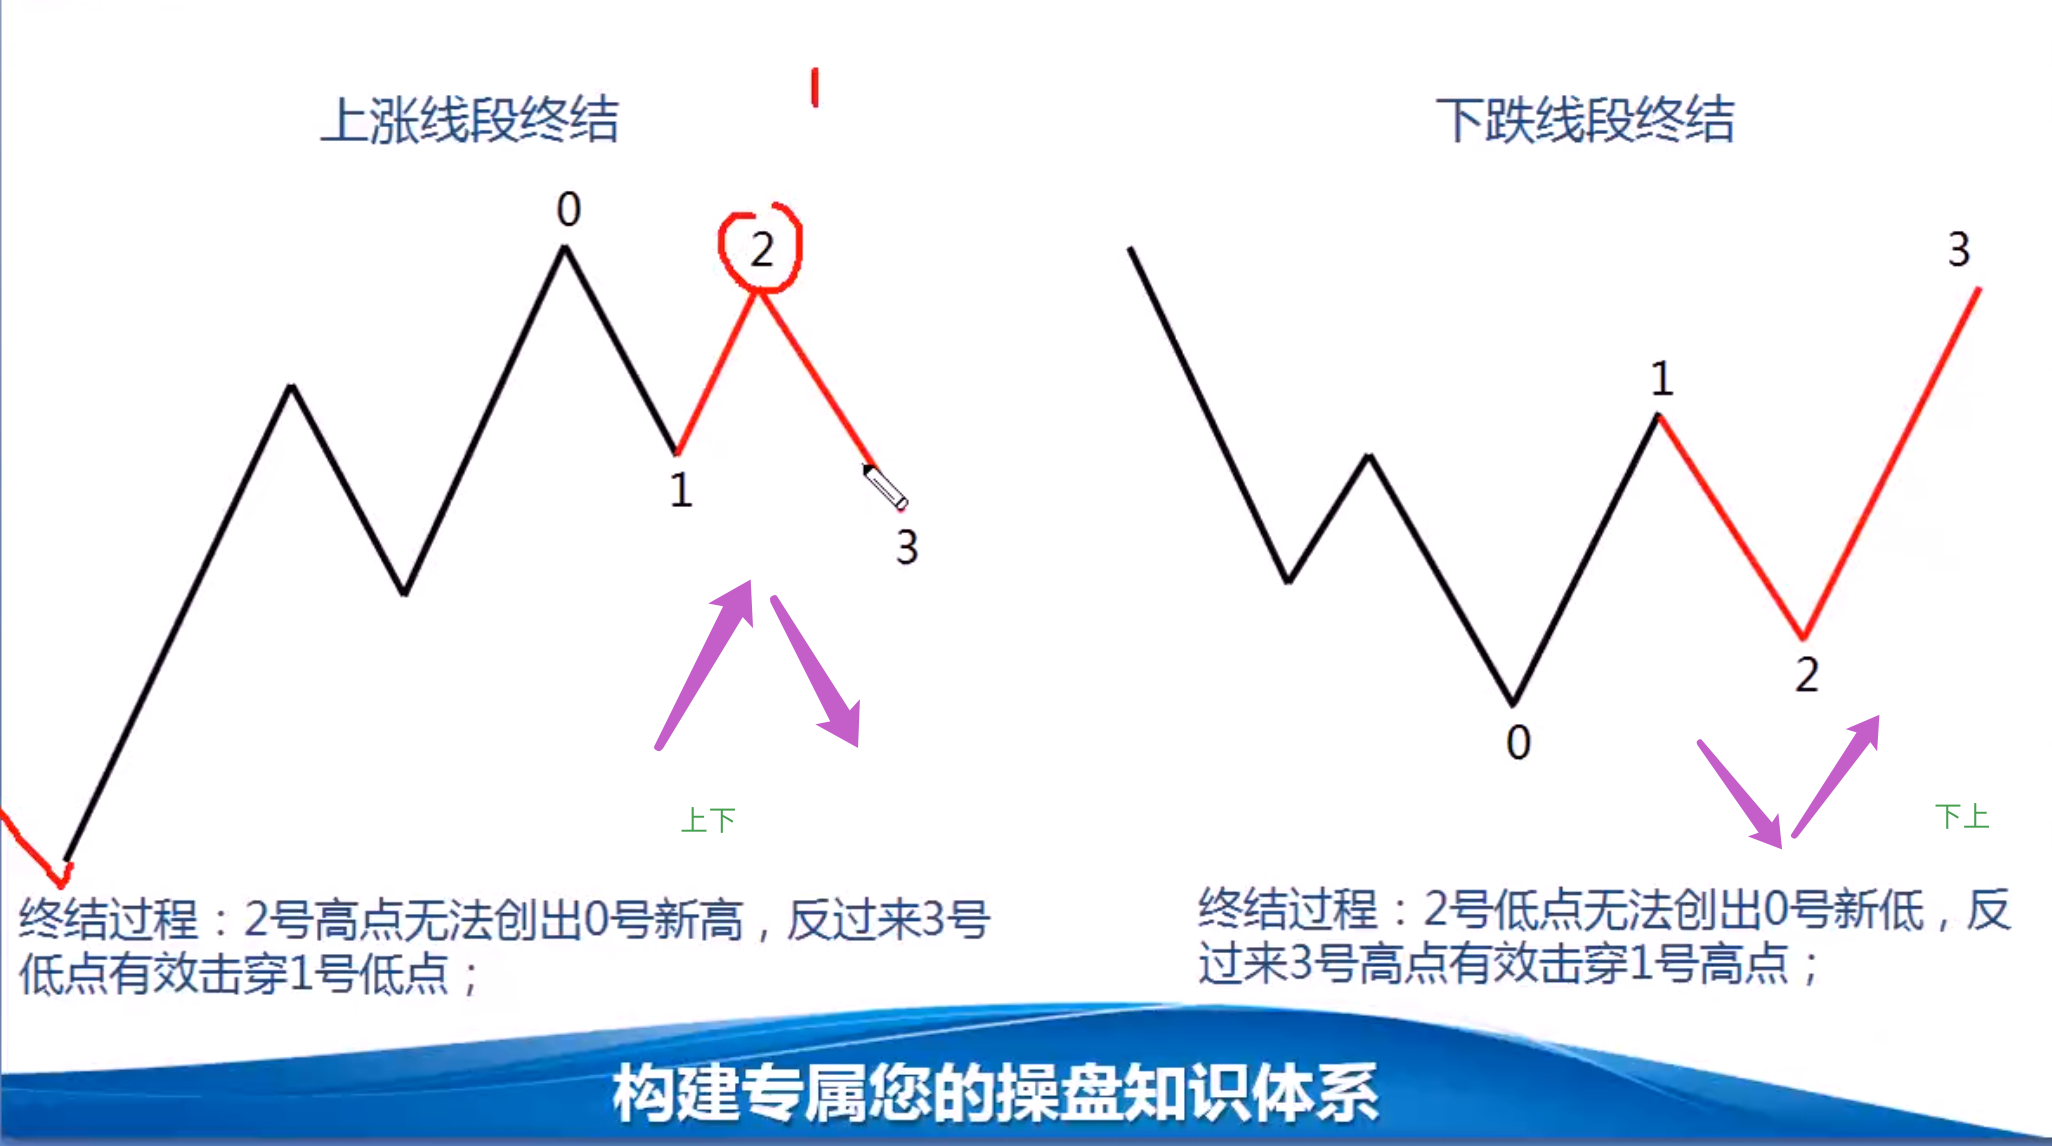 上涨线段终结
下跌线段终结
0
2
1
3
3
1
2
0
上下
下上
终结过程：2号高点无法创出0号新高，反过来3号
低点有效击穿1号低点；
终结过程：2号低点无法创出0号新低，反
过来3号高点有效击穿1号高点；
构建专属您的操盘知识体系